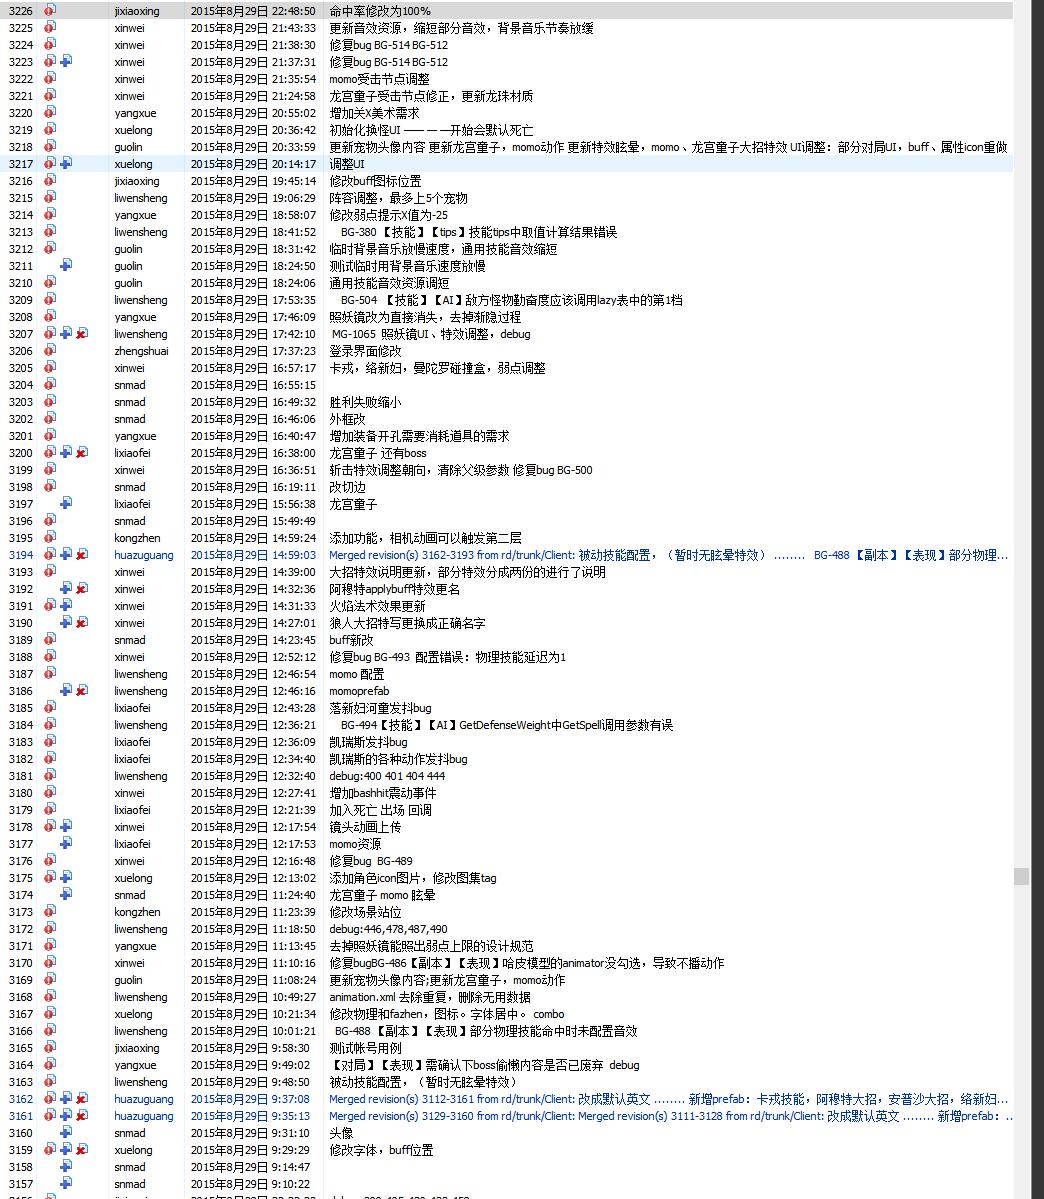 3226 jixiaoxing 2015年8月29日 22:48:50 命中率修改为100%
3225 xinwei 2015年8月29日 21:43:33 更新音效资源，缩短部分音效，背景音乐节奏放缓
3224 xinwei 2015年8月29日 21:38:30 修复bug BG-514 BG-512
3223 xinwei 2015年8月29日 21:37:31 修复bug BG-514 BG-512
3222 xinwei 2015年8月29日 21:35:54 momo受击节点调整
3221 xinwei 2015年8月29日 21:24:58 龙宫童子受击节点修正，更新龙珠材质
3220 yangxue 2015年8月29日 20:55:02 增加关X美术需求
3219 xuelong 2015年8月29日 20:36:42 初始化换怪UI ————开始会默认死亡
3218 guolin 2015年8月29日 20:33:59 更新宠物头像内容 更新龙宫童子，momo动作 更新特效眩晕，momo、龙宫童子大招特效 UI调整：部分对局UI，buff、属性icon重做
3217 xuelong 2015年8月29日 20:14:17 调整UI
3216 jixiaoxing 2015年8月29日 19:45:14 修改buff图标位置
3215 liwensheng 2015年8月29日 19:06:29 阵容调整，最多上5个宠物
3214 yangxue 2015年8月29日 18:58:07 修改弱点提示X值为-25
3213 liwensheng 2015年8月29日 18:41:52 BG-380 【技能】【tips】技能tips中取值计算结果错误
3212 guolin 2015年8月29日 18:31:42 临时背景音乐放慢速度，通用技能音效缩短
3211 guolin 2015年8月29日 18:24:50 测试临时用背景音乐速度放慢
3210 guolin 2015年8月29日 18:24:06 通用技能音效资源调短
3209 liwensheng 2015年8月29日 17:53:35 BG-504 【技能】【AI】敌方怪物勤奋度应该调用lazy表中的第1档
3208 yangxue 2015年8月29日 17:46:09 照妖镜改为直接消失，去掉渐隐过程
3207 liwensheng 2015年8月29日 17:42:10 MG-1065 照妖镜UI、特效调整，debug
3206 zhengshuai 2015年8月29日 17:37:23 登录界面修改
3205 xinwei 2015年8月29日 16:57:17 卡戎，络新妇，曼陀罗碰撞盒，弱点调整
3204 snmad 2015年8月29日 16:55:15
3203 snmad 2015年8月29日 16:49:32 胜利失败缩小
3202 snmad 2015年8月29日 16:46:06 外框改
3201 yangxue 2015年8月29日 16:40:47 增加装备开孔需要消耗道具的需求
3200 lixiaofei 2015年8月29日 16:38:00 龙宫童子 还有boss
3199 xinwei 2015年8月29日 16:36:51 斩击特效调整朝向，清除父级参数 修复bug BG-500
3198 snmad 2015年8月29日 16:19:11 改切边
3197 lixiaofei 2015年8月29日 15:56:38 龙宫童子
3196 snmad 2015年8月29日 15:49:49
3195 kongzhen 2015年8月29日 14:59:24 添加功能，相机动画可以触发第二层
3194 huazuguang 2015年8月29日 14:59:03 Merged revision(s) 3162-3193 from rd/trunk/Client: 被动技能配置，（暂时无眩晕特效） ........ BG-488 【副本】【表现】部分物理...
3193 xinwei 2015年8月29日 14:39:00 大招特效说明更新，部分特效分成两份的进行了说明
3192 xinwei 2015年8月29日 14:32:36 阿穆特applybuff特效更名
3191 xinwei 2015年8月29日 14:31:33 火焰法术效果更新
3190 xinwei 2015年8月29日 14:27:01 狼人大招特写更换成正确名字
3189 snmad 2015年8月29日 14:23:45 buff新改
3188 xinwei 2015年8月29日 12:52:12 修复bug BG-493 配置错误：物理技能延迟为1
3187 liwensheng 2015年8月29日 12:46:54 momo 配置
3186 liwensheng 2015年8月29日 12:46:16 momoprefab
3185 lixiaofei 2015年8月29日 12:43:28 落新妇河童发抖bug
3184 liwensheng 2015年8月29日 12:36:21 BG-494【技能】【AI】GetDefenseWeight中GetSpell调用参数有误
3183 lixiaofei 2015年8月29日 12:36:09 凯瑞斯发抖bug
3182 lixiaofei 2015年8月29日 12:34:40 凯瑞斯的各种动作发抖bug
3181 liwensheng 2015年8月29日 12:32:40 debug:400 401 404 444
3180 xinwei 2015年8月29日 12:27:41 增加bashhit震动事件
3179 lixiaofei 2015年8月29日 12:21:39 加入死亡 出场 回调
3178 xinwei 2015年8月29日 12:17:54 镜头动画上传
3177 lixiaofei 2015年8月29日 12:17:53 momo资源
3176 xinwei 2015年8月29日 12:16:48 修复bug BG-489
3175 xuelong 2015年8月29日 12:13:02 添加角色icon图片，修改图集tag
3174 snmad 2015年8月29日 11:24:40 龙宫童子 momo 眩晕
3173 kongzhen 2015年8月29日 11:23:39 修改场景站位
3172 liwensheng 2015年8月29日 11:18:50 debug:446,478,487,490
3171 yangxue 2015年8月29日 11:13:45 去掉照妖镜能照出弱点上限的设计规范
3170 xinwei 2015年8月29日 11:10:16 修复bugBG-486【副本】【表现】哈皮模型的animator没勾选，导致不播动作
3169 guolin 2015年8月29日 11:08:24 更新宠物头像内容;更新龙宫童子，momo动作
3168 liwensheng 2015年8月29日 10:49:27 animation.xml 去除重复，删除无用数据
3167 xuelong 2015年8月29日 10:21:34 修改物理和fazhen，图标。字体居中。 combo
3166 liwensheng 2015年8月29日 10:01:21 BG-488 【副本】【表现】部分物理技能命中时未配置音效
3165 jixiaoxing 2015年8月29日 9:58:30 测试帐号用例
3164 yangxue 2015年8月29日 9:49:02 【对局】【表现】需确认下boss偷懒内容是否已废弃 debug
3163 liwensheng 2015年8月29日 9:48:50 被动技能配置，（暂时无眩晕特效）
3162 huazuguang 2015年8月29日 9:37:08 Merged revision(s) 3112-3161 from rd/trunk/Client: 改成默认英文 ........ 新增prefab：卡戎技能，阿穆特大招，安普沙大招，络新妇...
3161 huazuguang 2015年8月29日 9:35:13 Merged revision(s) 3129-3160 from rd/trunk/Client: Merged revision(s) 3111-3128 from rd/trunk/Client: 改成默认英文 ........ 新增prefab：..
3160 snmad 2015年8月29日 9:31:10 头像
3159 xuelong 2015年8月29日 9:29:29 修改字体，buff位置
3158 snmad 2015年8月29日 9:14:47
3157 snmad 2015年8月29日 9:10:22